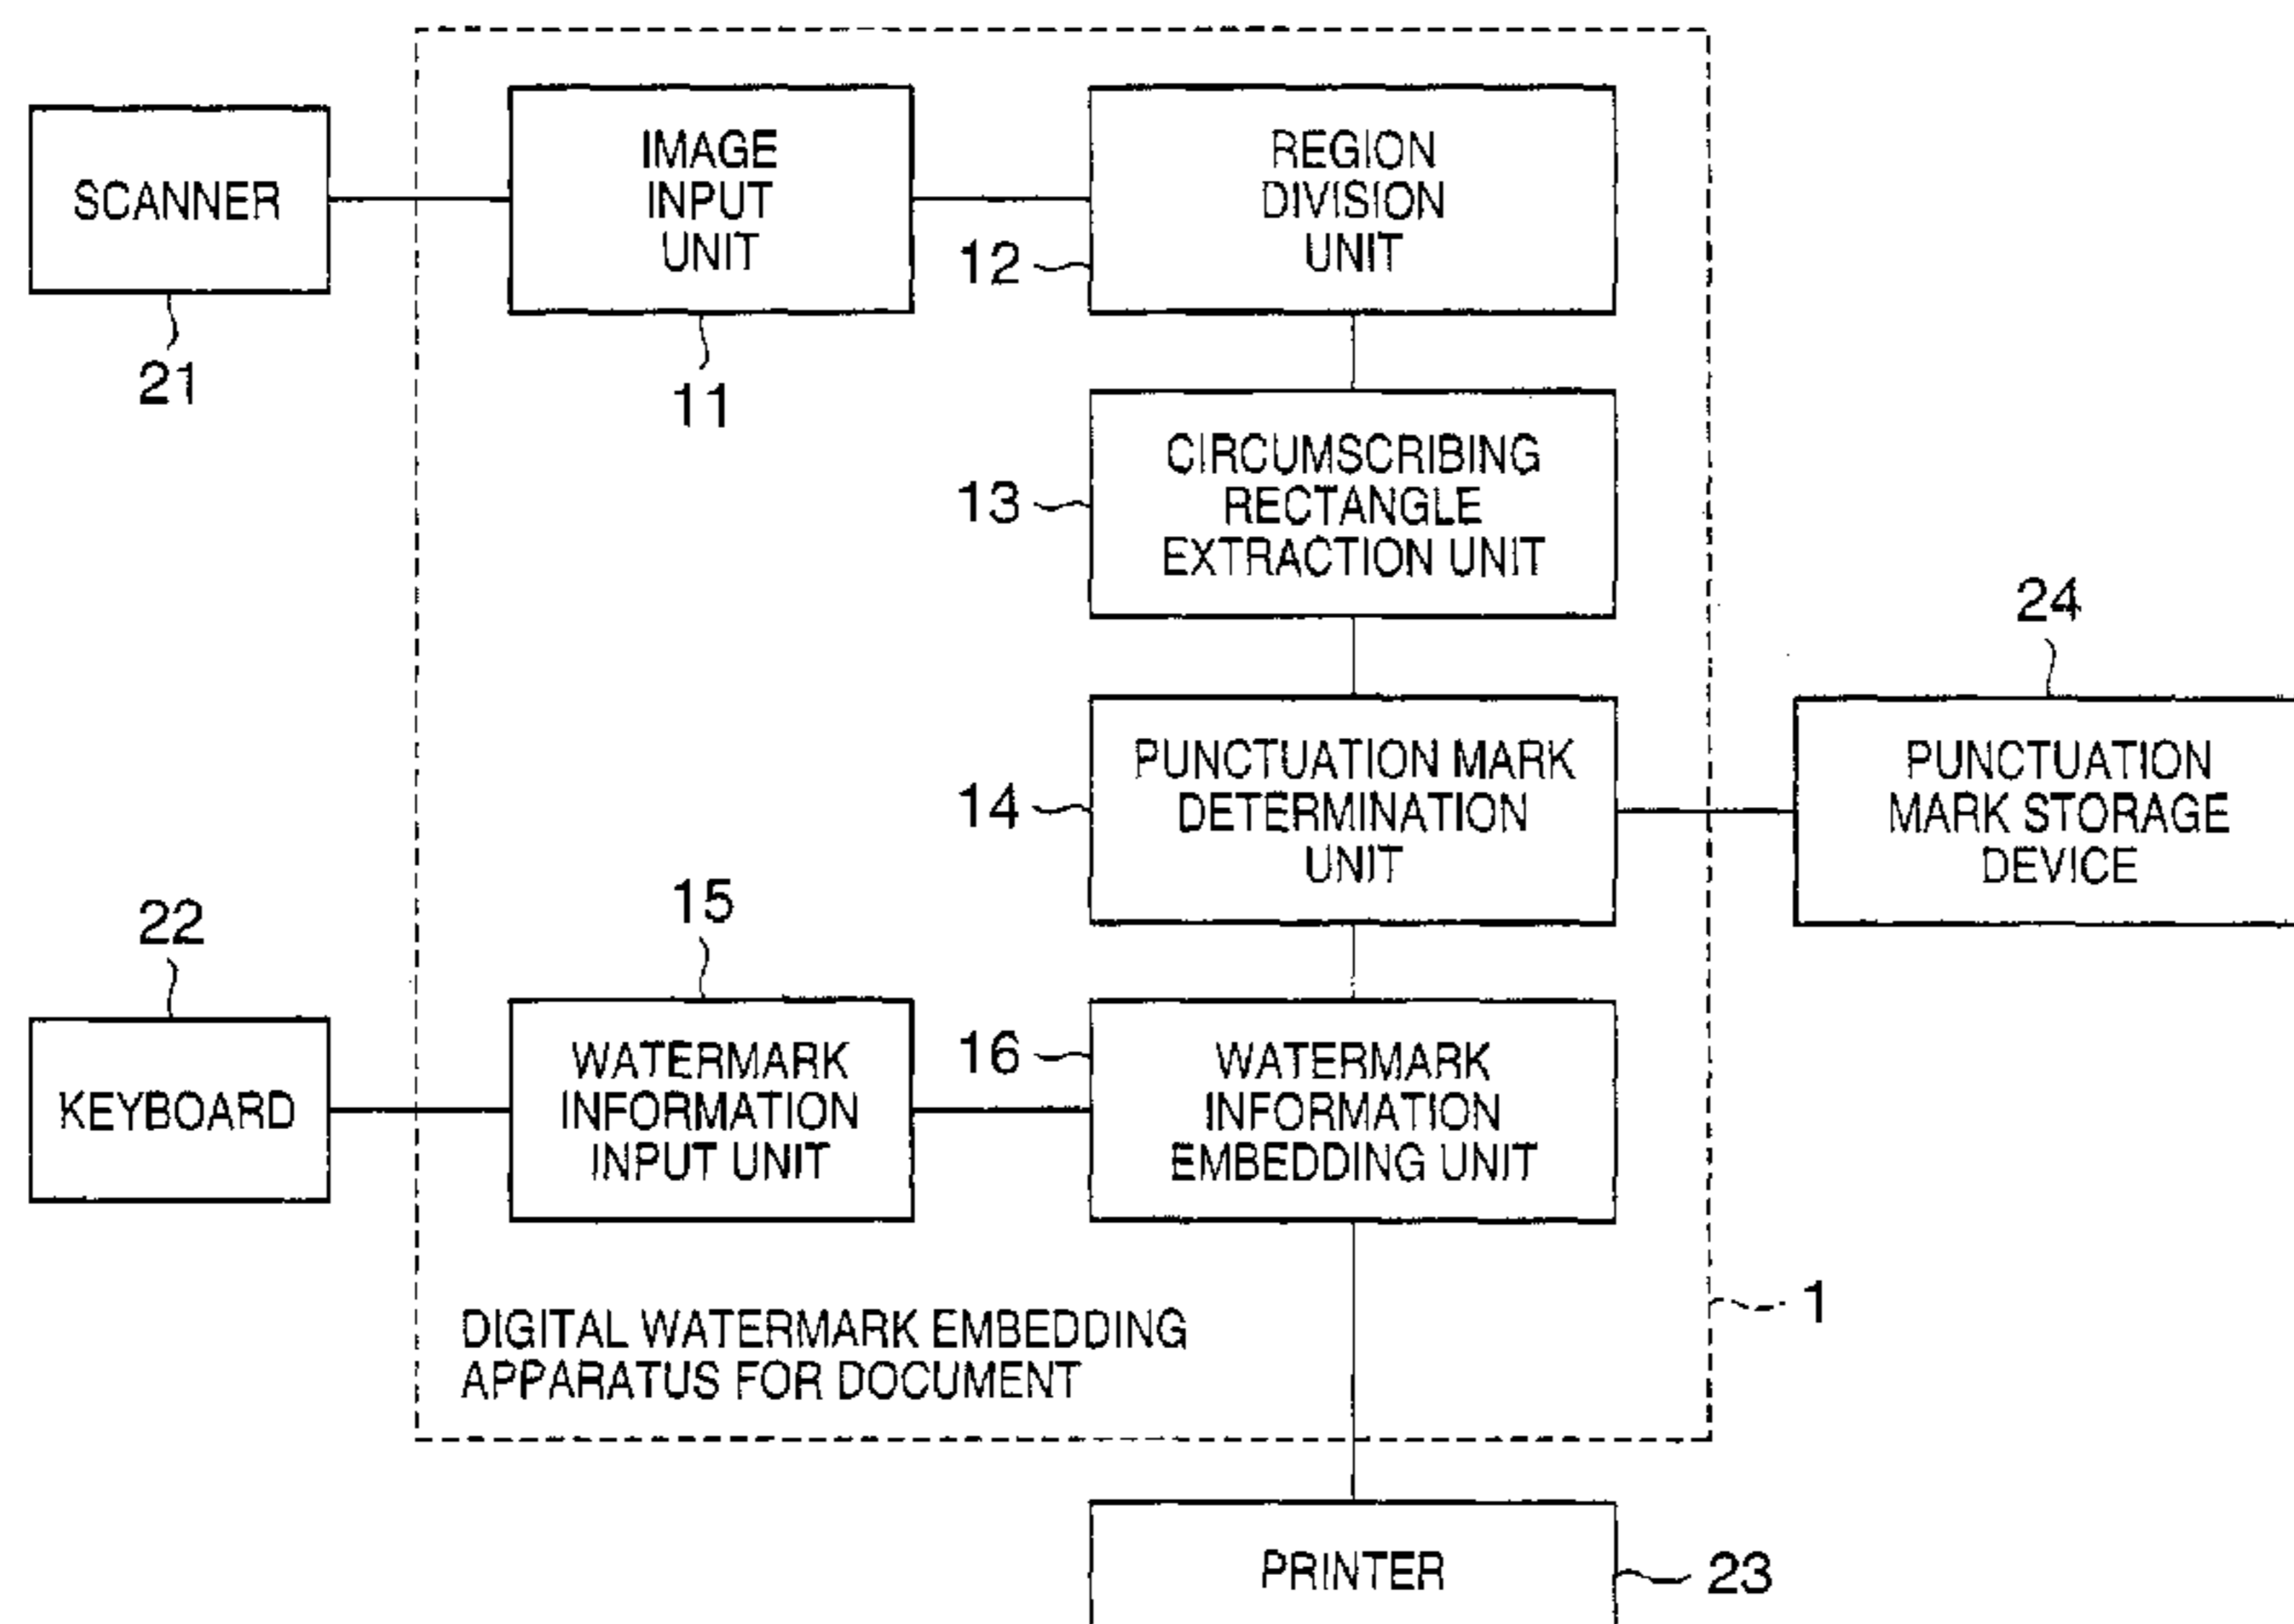 SCANNER
21
IMAGE
INPUT
UNIT
11
REGION
DIVISION
UNIT
12
CIRCUMSCRIBING
RECTANGLE
EXTRACTION UNIT
13
PUNCTUATION MARK
DETERMINATION
UNIT
14
24
PUNCTUATION
MARK STORAGE
DEVICE
22
KEYBOARD
15
WATERMARK
INFORMATION
INPUT UNIT
16
WATERMARK
INFORMATION
EMBEDDING UNIT
DIGITAL WATERMARK EMBEDDING
APPARATUS FOR DOCUMENT
1
PRINTER
23